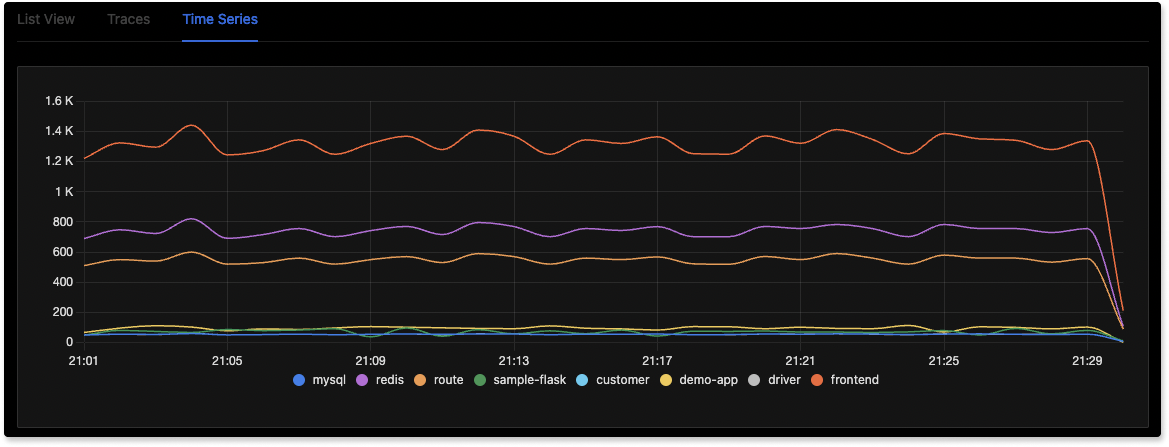 List View Traces Time Series
1.6 K
1.4 K
1.2 K
1 K
800
600
400
200
0
21:01 21:05 21:09 21:13 21:17 21:21 21:25 21:29
mysql redis route sample-flask customer demo-app driver frontend